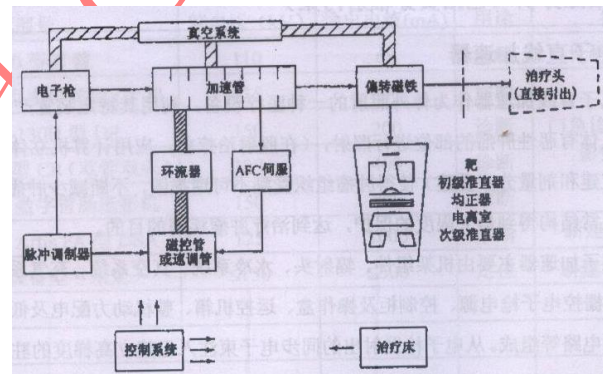 真空系统
电子枪
加速管
偏转磁铁
治疗头
(直接引出)
环流器
AFC伺服
靶
初级准直器
均正器
电离室
次级准直器
脉冲调制器
磁控管
或速调管
控制系统
治疗床